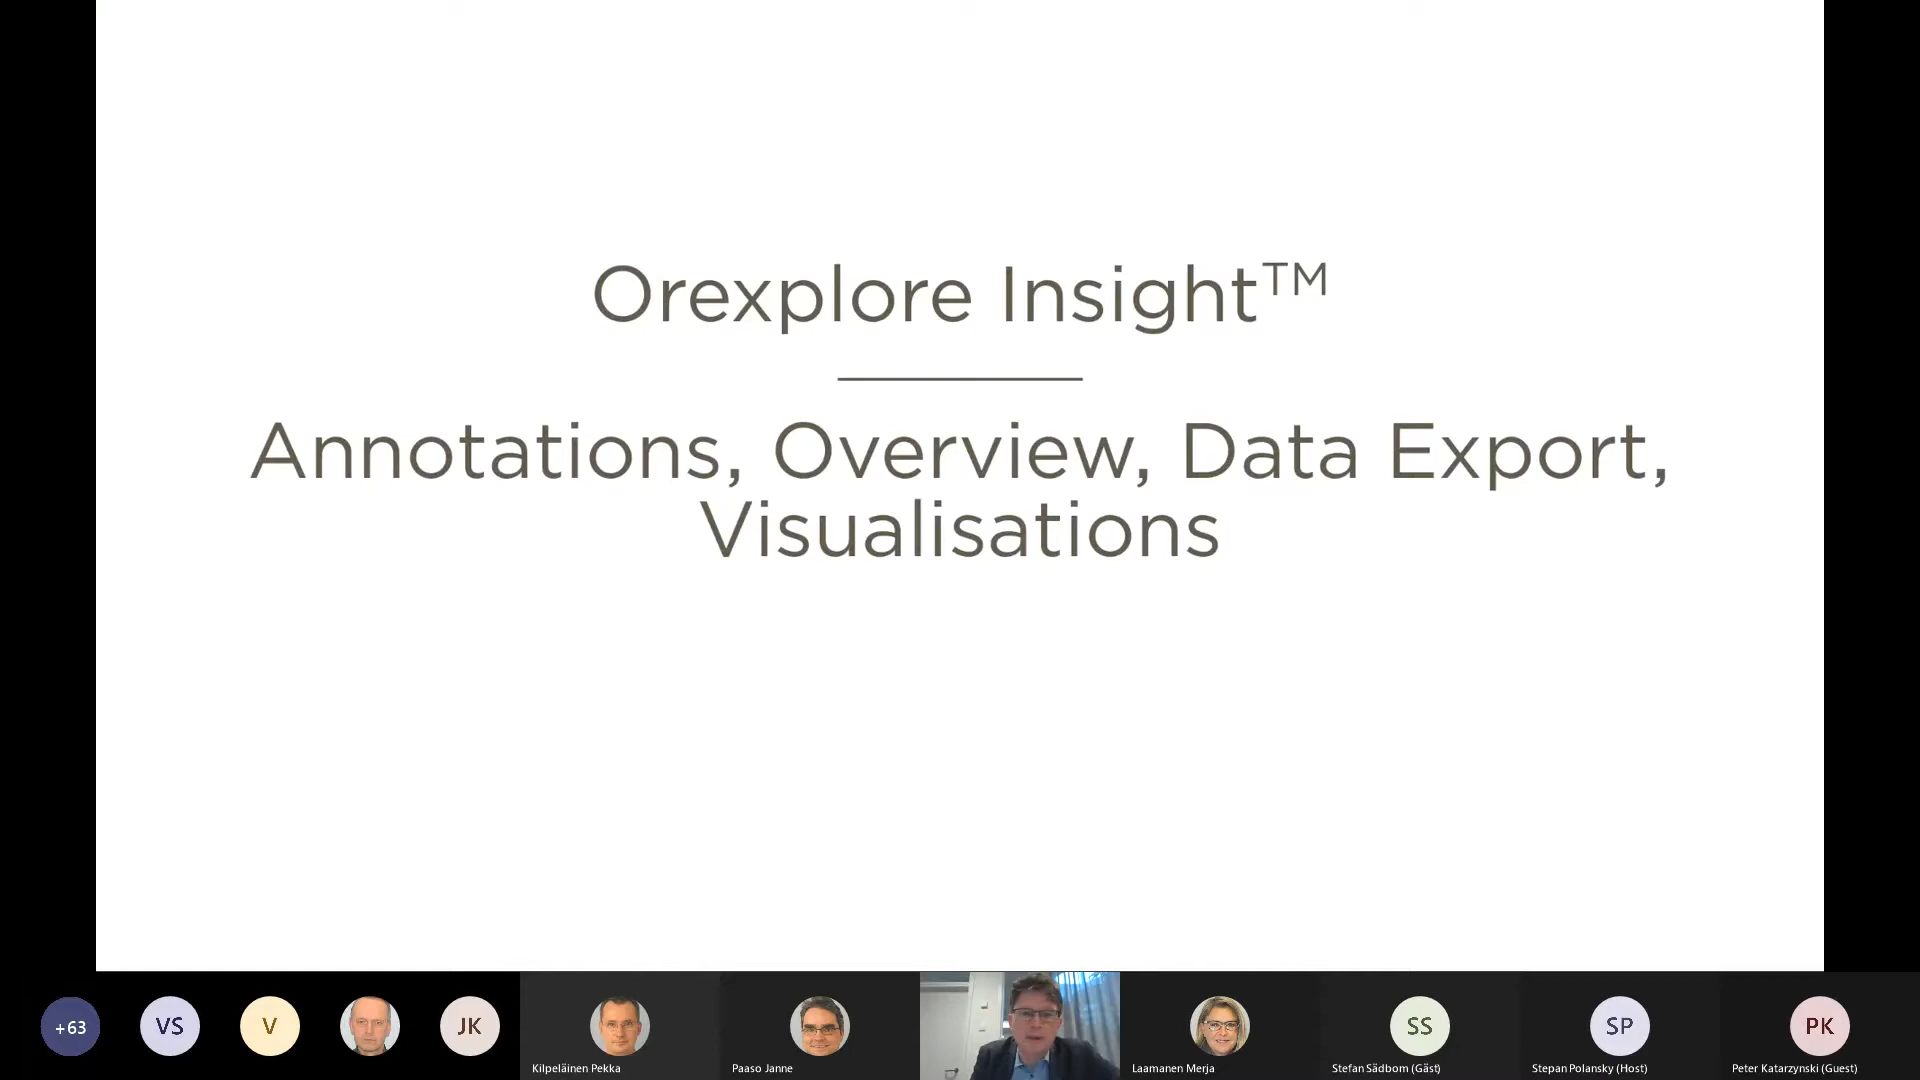 Orexplore Insight™
Annotations, Overview, Data Export,
Visualisations
+63
VS
V
JK
Kilpeläinen Pekka
Paaso Janne
Laamanen Merja
SS
Stefan Sädbom (Gäst)
SP
Stepan Polansky (Host)
PK
Peter Katarzynski (Guest)